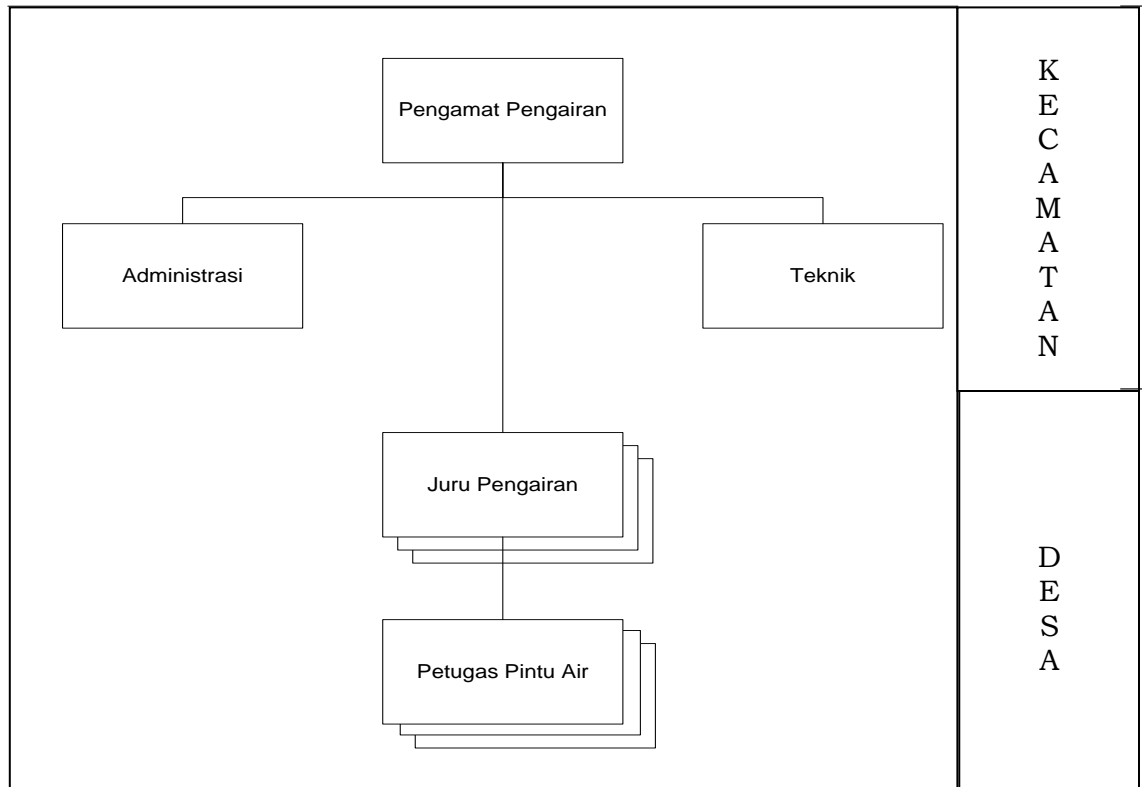 Pengamat Pengairan
Administrasi
Teknik
Juru Pengairan
Petugas Pintu Air
K
E
C
A
M
A
T
A
N
D
E
S
A